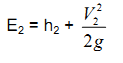 E₂ = h₂ + V₂² / 2g